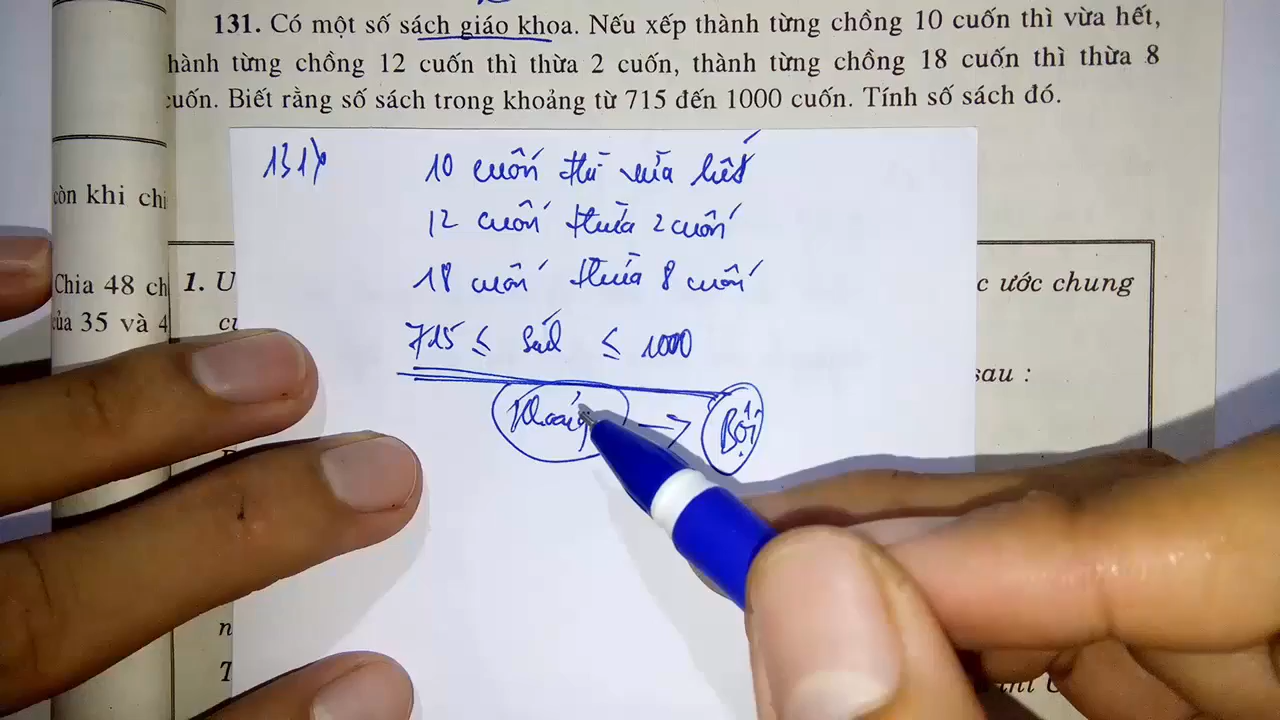 131. Có một số sách giáo khoa. Nếu xếp thành từng chồng 10 cuốn thì vừa hết,
hành từng chồng 12 cuốn thì thừa 2 cuốn, thành từng chồng 18 cuốn thì thừa 8
cuốn. Biết rằng số sách trong khoảng từ 715 đến 1000 cuốn. Tính số sách đó.
131)
10 cuốn thì vừa hết
12 cuốn thừa 2 cuốn
18 cuốn thừa 8 cuốn
715 ≤ Sách ≤ 1000
Khoảng → Bội
còn khi chi
Chia 48 ch
của 35 và 4
1. U
c ước chung
sau :
n
T